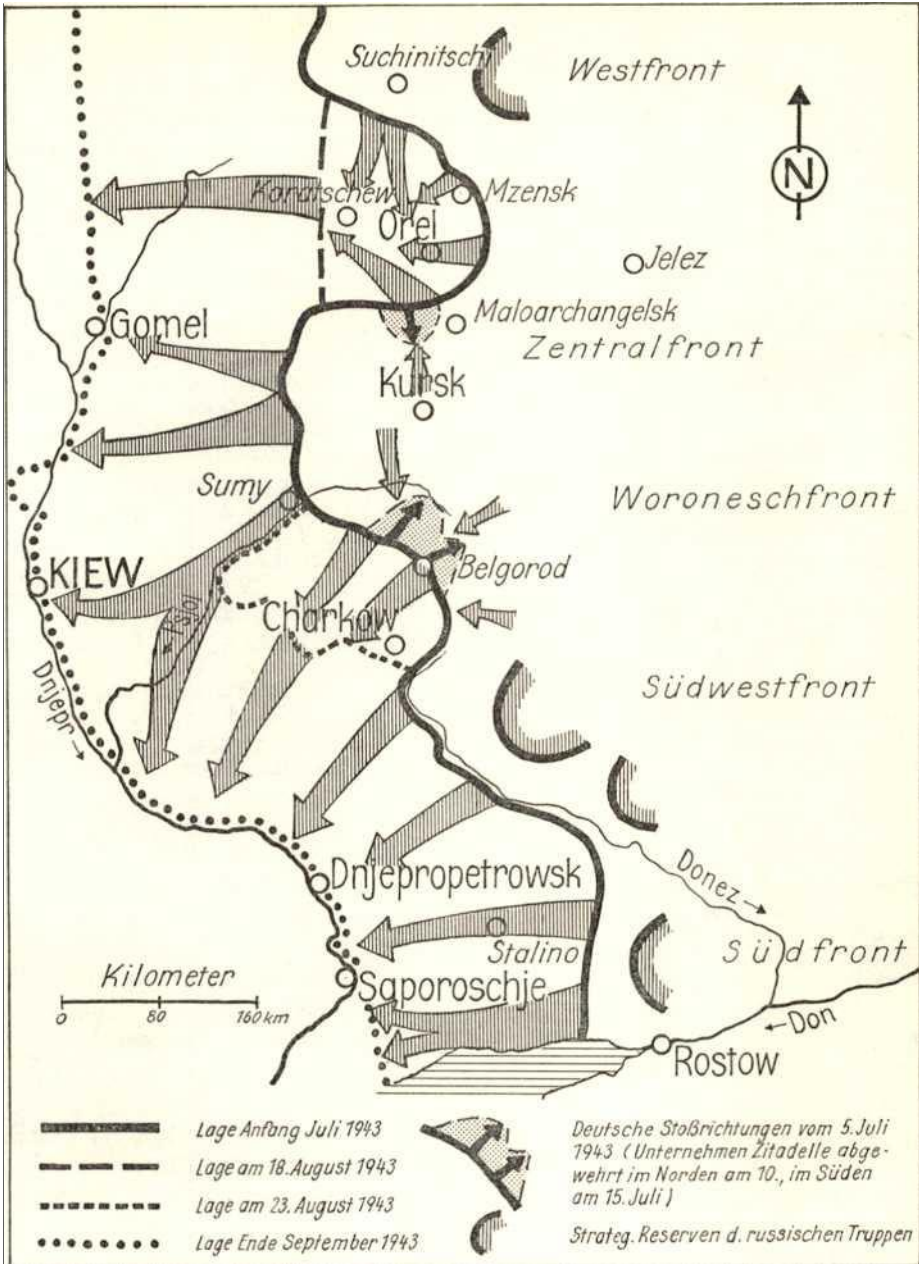 Suchinitschi
Westfront
N
Karatschew
Mzensk
Orel
Jelez
Gomel
Maloarchangelsk
Zentralfront
Kursk
Sumy
Woroneschfront
KIEW
Belgorod
Psjol
Charkow
Dnjepr →
Südwestfront
Dnjepropetrowsk
Donez →
Stalino
Südfront
Kilometer
Saporoschje
0 80 160 km
← Don
Rostow
Lage Anfang Juli 1943
Lage am 18. August 1943
Lage am 23. August 1943
Lage Ende September 1943
Deutsche Stoßrichtungen vom 5. Juli
1943 (Unternehmen Zitadelle abge-
wehrt im Norden am 10., im Süden
am 15. Juli)
Strateg. Reserven d. russischen Truppen